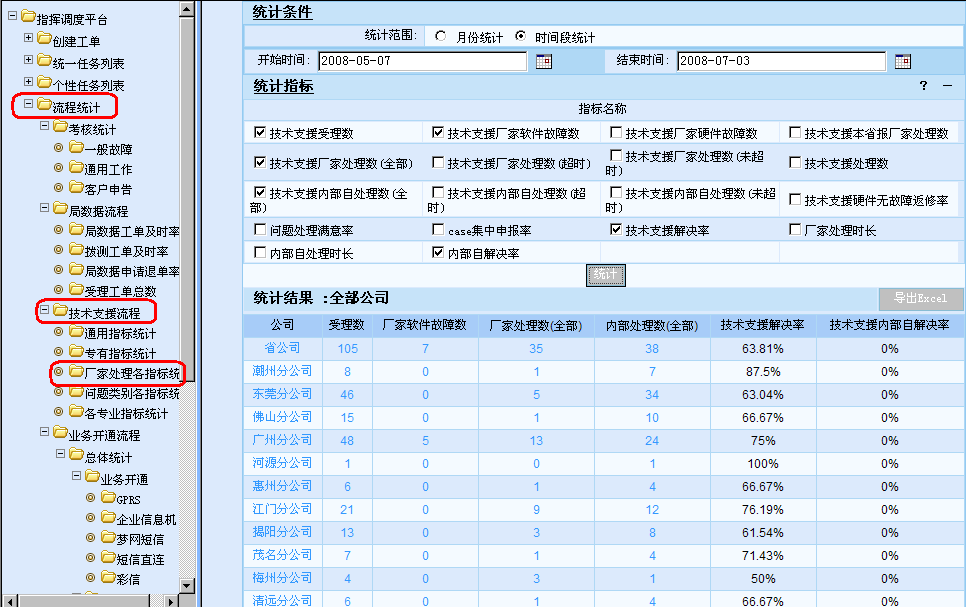 指挥调度平台
创建工单
统一任务列表
个性任务列表
流程统计
考核统计
一般故障
通用工作
客户申告
局数据流程
局数据工单及时率
拨测工单及时率
局数据申请退单率
受理工单总数
技术支援流程
通用指标统计
专有指标统计
厂家处理各指标统
问题类别各指标统
各专业指标统计
业务开通流程
总体统计
业务开通
GPRS
企业信息机
梦网短信
短信直连
彩信
统计条件
统计范围: 月份统计 时间段统计
开始时间: 2008-05-07 结束时间: 2008-07-03
统计指标 ? —
指标名称
技术支援受理数 技术支援厂家软件故障数 技术支援厂家硬件故障数 技术支援本省报厂家处理数
技术支援厂家处理数(全部) 技术支援厂家处理数(超时) 技术支援厂家处理数(未超时) 技术支援处理数
技术支援内部自处理数(全部) 技术支援内部自处理数(超时) 技术支援内部自处理数(未超时) 技术支援硬件无故障返修率
问题处理满意率 case集中申报率 技术支援解决率 厂家处理时长
内部自处理时长 内部自解决率
统计
统计结果 :全部公司 导出Excel
公司 受理数 厂家软件故障数 厂家处理数(全部) 内部处理数(全部) 技术支援解决率 技术支援内部自解决率
省公司 105 7 35 38 63.81% 0%
潮州分公司 8 0 1 7 87.5% 0%
东莞分公司 46 0 5 34 63.04% 0%
佛山分公司 15 0 1 10 66.67% 0%
广州分公司 48 5 13 24 75% 0%
河源分公司 1 0 0 1 100% 0%
惠州分公司 6 0 1 4 66.67% 0%
江门分公司 21 0 9 12 76.19% 0%
揭阳分公司 13 0 3 8 61.54% 0%
茂名分公司 7 0 1 4 71.43% 0%
梅州分公司 4 0 3 1 50% 0%
清远分公司 6 0 1 4 66.67% 0%